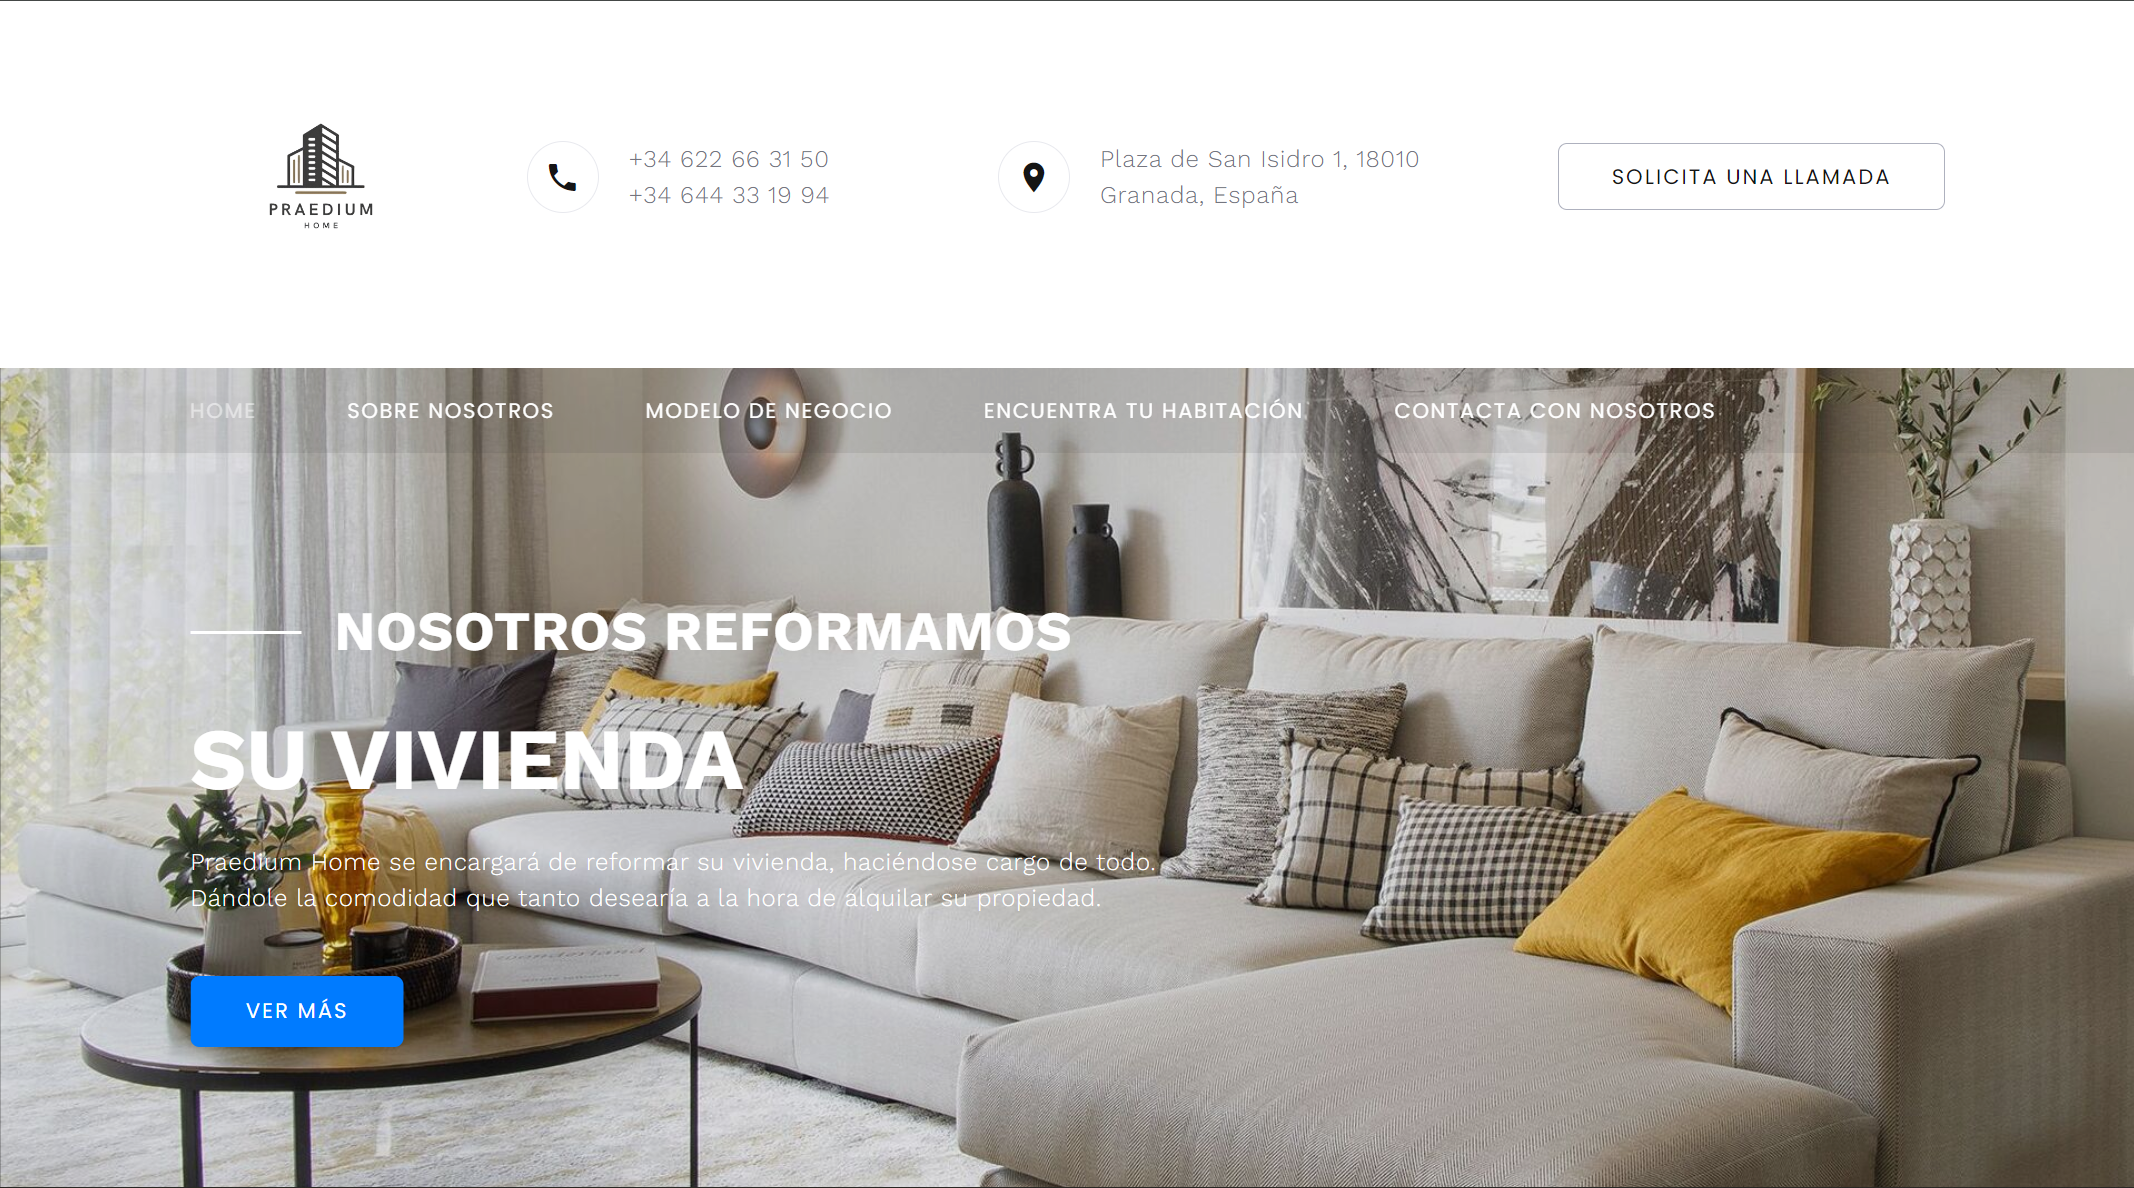 PRAEDIUM
HOME
+34 622 66 31 50
+34 644 33 19 94
Plaza de San Isidro 1, 18010
Granada, España
SOLICITA UNA LLAMADA
HOME
SOBRE NOSOTROS
MODELO DE NEGOCIO
ENCUENTRA TU HABITACIÓN
CONTACTA CON NOSOTROS
NOSOTROS REFORMAMOS
SU VIVIENDA
Praedium Home se encargará de reformar su vivienda, haciéndose cargo de todo.
Dándole la comodidad que tanto desearía a la hora de alquilar su propiedad.
VER MÁS